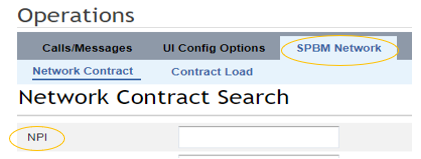 Operations
Calls/Messages UI Config Options SPBM Network
Network Contract Contract Load
Network Contract Search
NPI